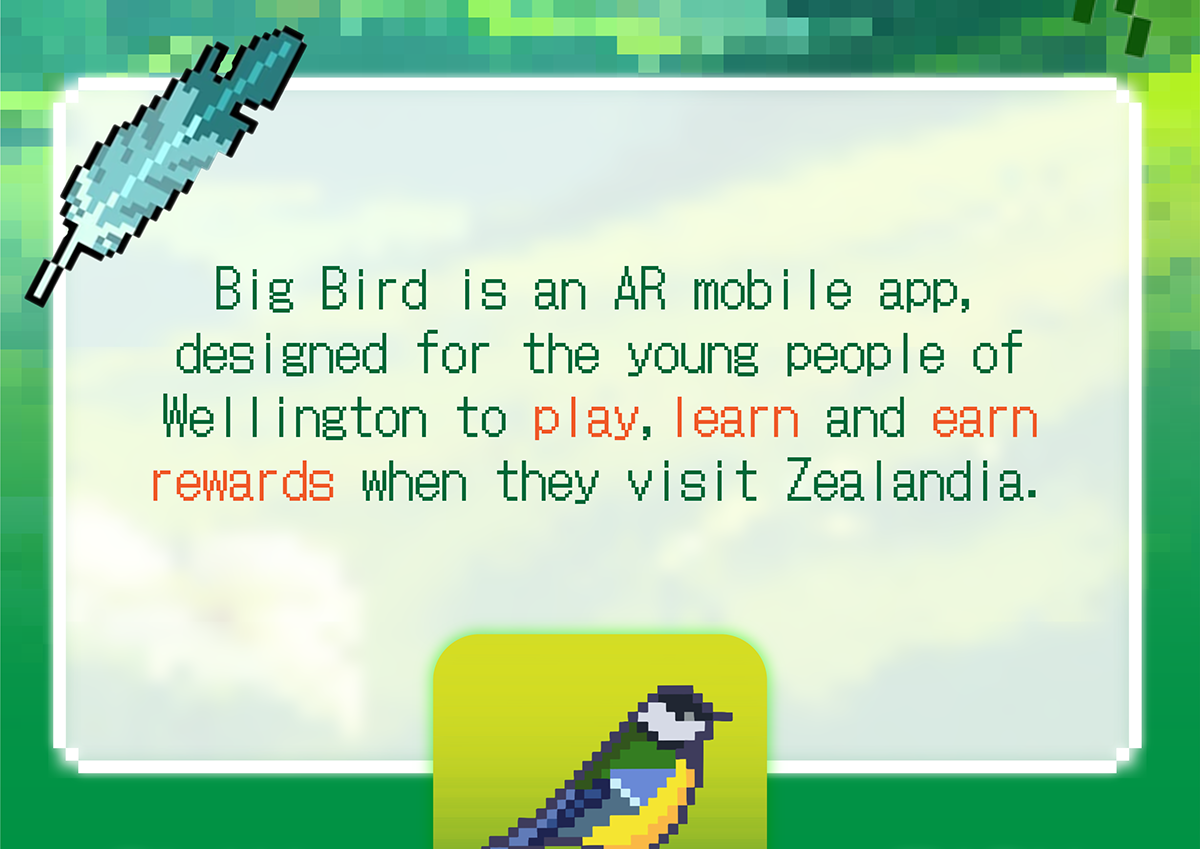 Big Bird is an AR mobile app,
designed for the young people of
Wellington to play, learn and earn
rewards when they visit Zealandia.